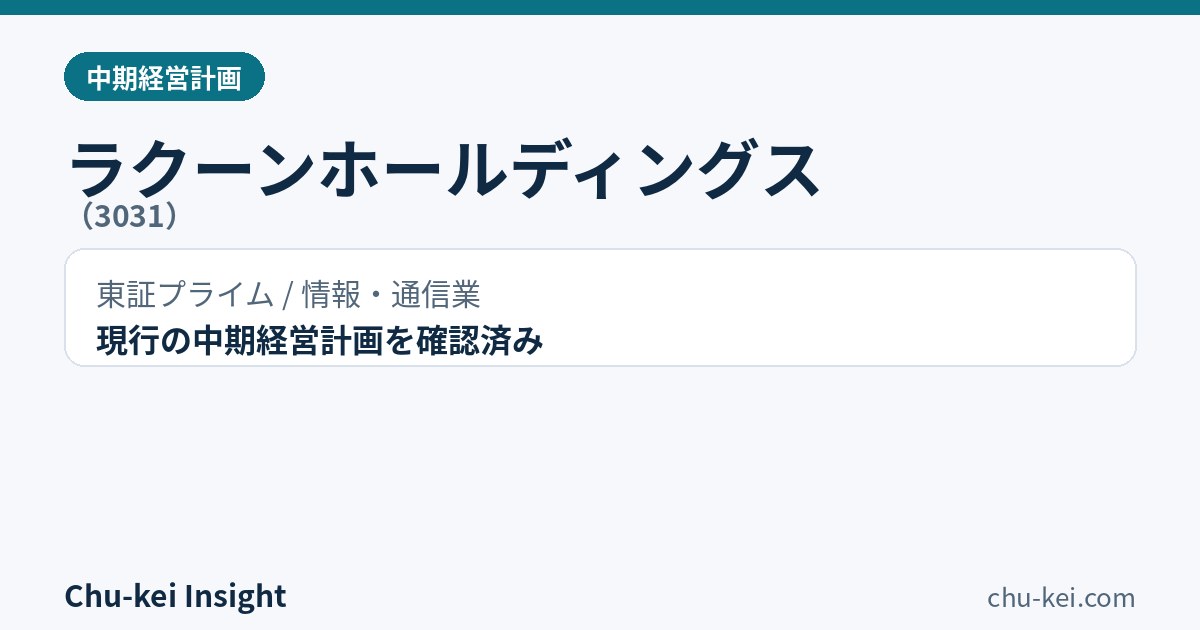 中期経営計画
ラクーンホールディングス
（3031）
東証プライム / 情報・通信業
現行の中期経営計画を確認済み
Chu-kei Insight
chu-kei.com